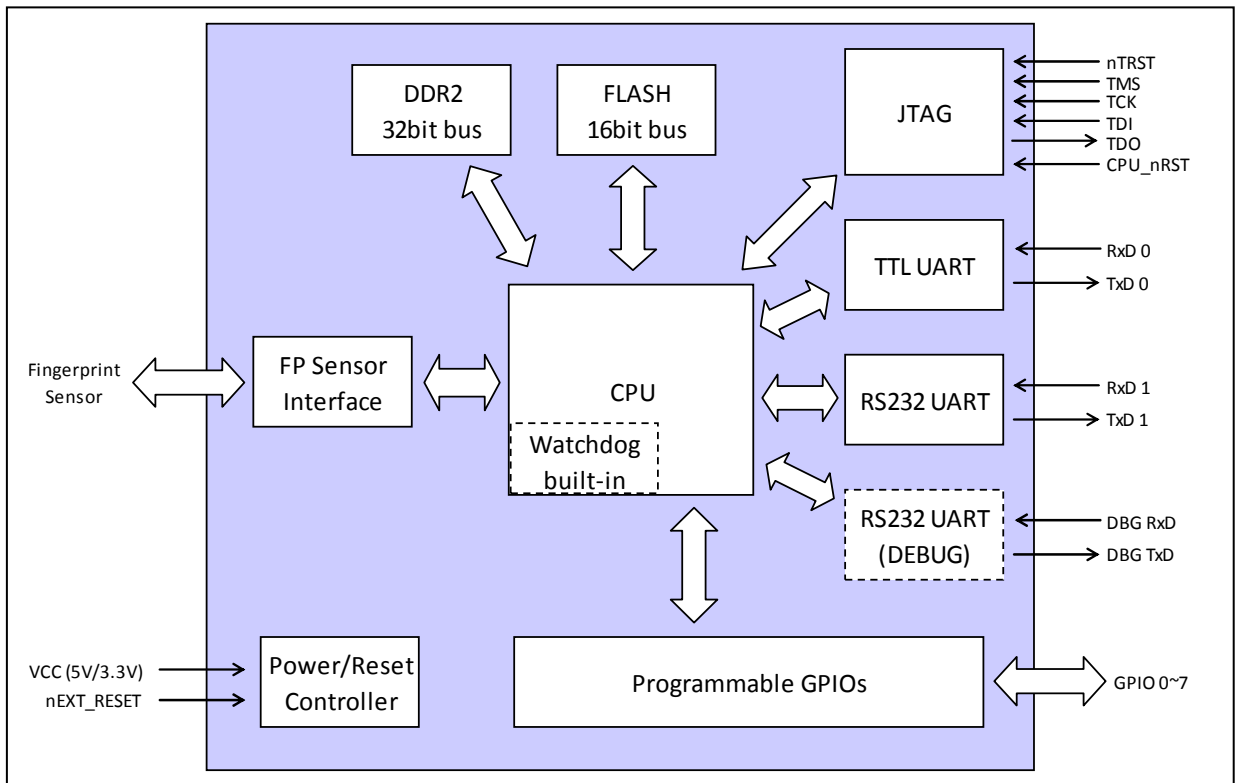 DDR2
32bit bus
FLASH
16bit bus
JTAG
nTRST
TMS
TCK
TDI
TDO
CPU_nRST
TTL UART
RxD 0
TxD 0
Fingerprint
Sensor
FP Sensor
Interface
CPU
Watchdog
built-in
RS232 UART
RxD 1
TxD 1
RS232 UART
(DEBUG)
DBG RxD
DBG TxD
VCC (5V/3.3V)
nEXT_RESET
Power/Reset
Controller
Programmable GPIOs
GPIO 0~7